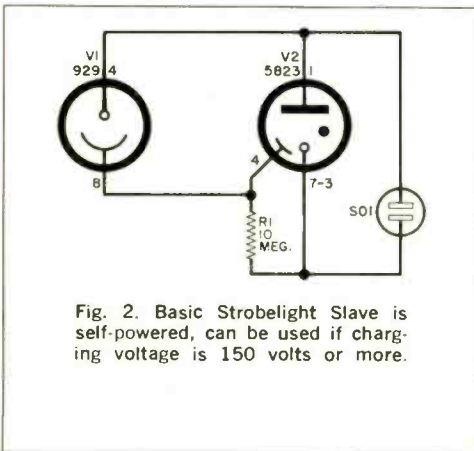 V1
929 4
V2
5823 1
4
8
7-3
R1
10
MEG.
SO1
Fig. 2. Basic Strobelight Slave is
self-powered, can be used if charg-
ing voltage is 150 volts or more.